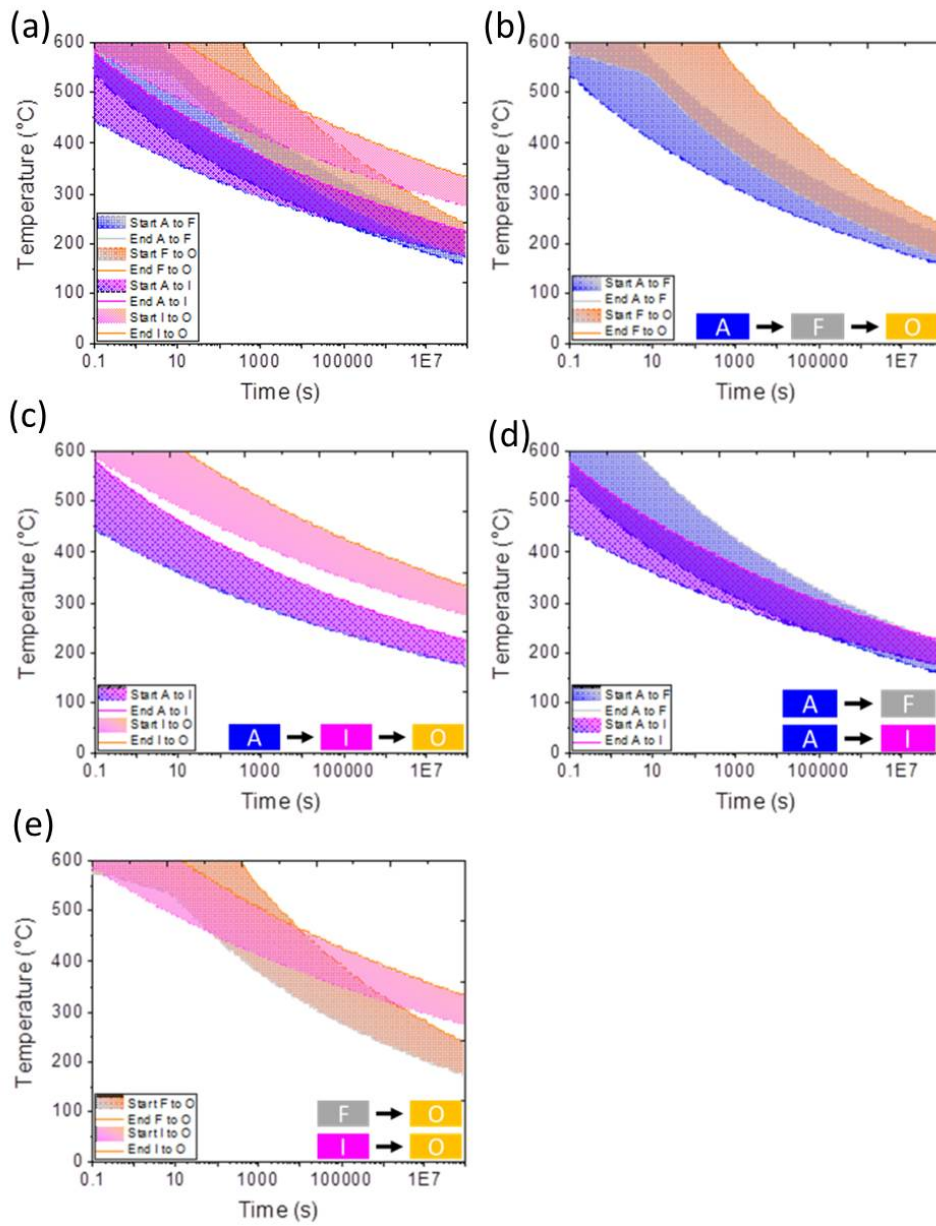 (a)
600
500
400
300
200
100
0
Temperature (°C)
Start A to F
End A to F
Start F to O
End F to O
Start A to I
End A to I
Start I to O
End I to O
0.1 10 1000 100000 1E7
Time (s)
(b)
600
500
400
300
200
100
0
Temperature (°C)
Start A to F
End A to F
Start F to O
End F to O
A F O
0.1 10 1000 100000 1E7
Time (s)
(c)
600
500
400
300
200
100
0
Temperature (°C)
Start A to I
End A to I
Start I to O
End I to O
A I O
0.1 10 1000 100000 1E7
Time (s)
(d)
600
500
400
300
200
100
0
Temperature (°C)
Start A to F
End A to F
Start A to I
End A to I
A F
A I
0.1 10 1000 100000 1E7
Time (s)
(e)
600
500
400
300
200
100
0
Temperature (°C)
Start F to O
End F to O
Start I to O
End I to O
F O
I O
0.1 10 1000 100000 1E7
Time (s)